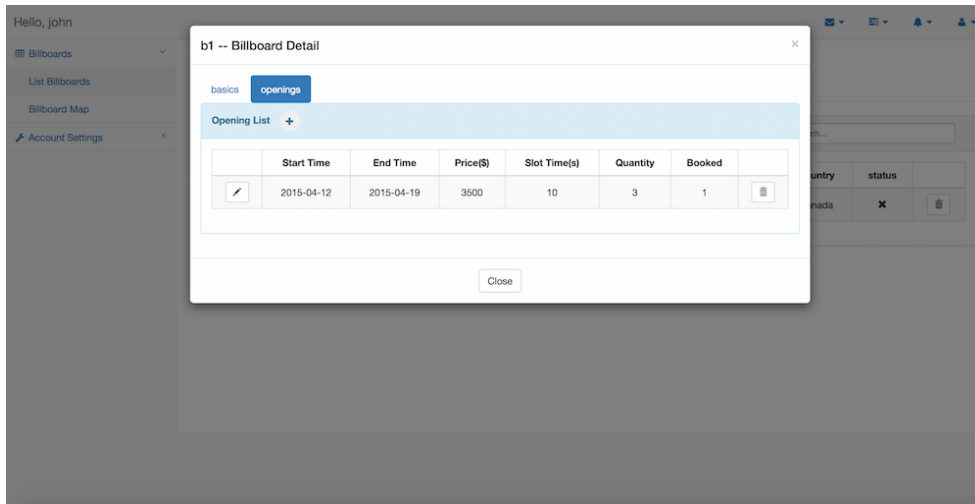 Hello, john
Billboards
List Billboards
Billboard Map
Account Settings
b1 -- Billboard Detail
×
basics openings
Opening List +
Start Time End Time Price($) Slot Time(s) Quantity Booked
2015-04-12 2015-04-19 3500 10 3 1
Close
untry status
nada